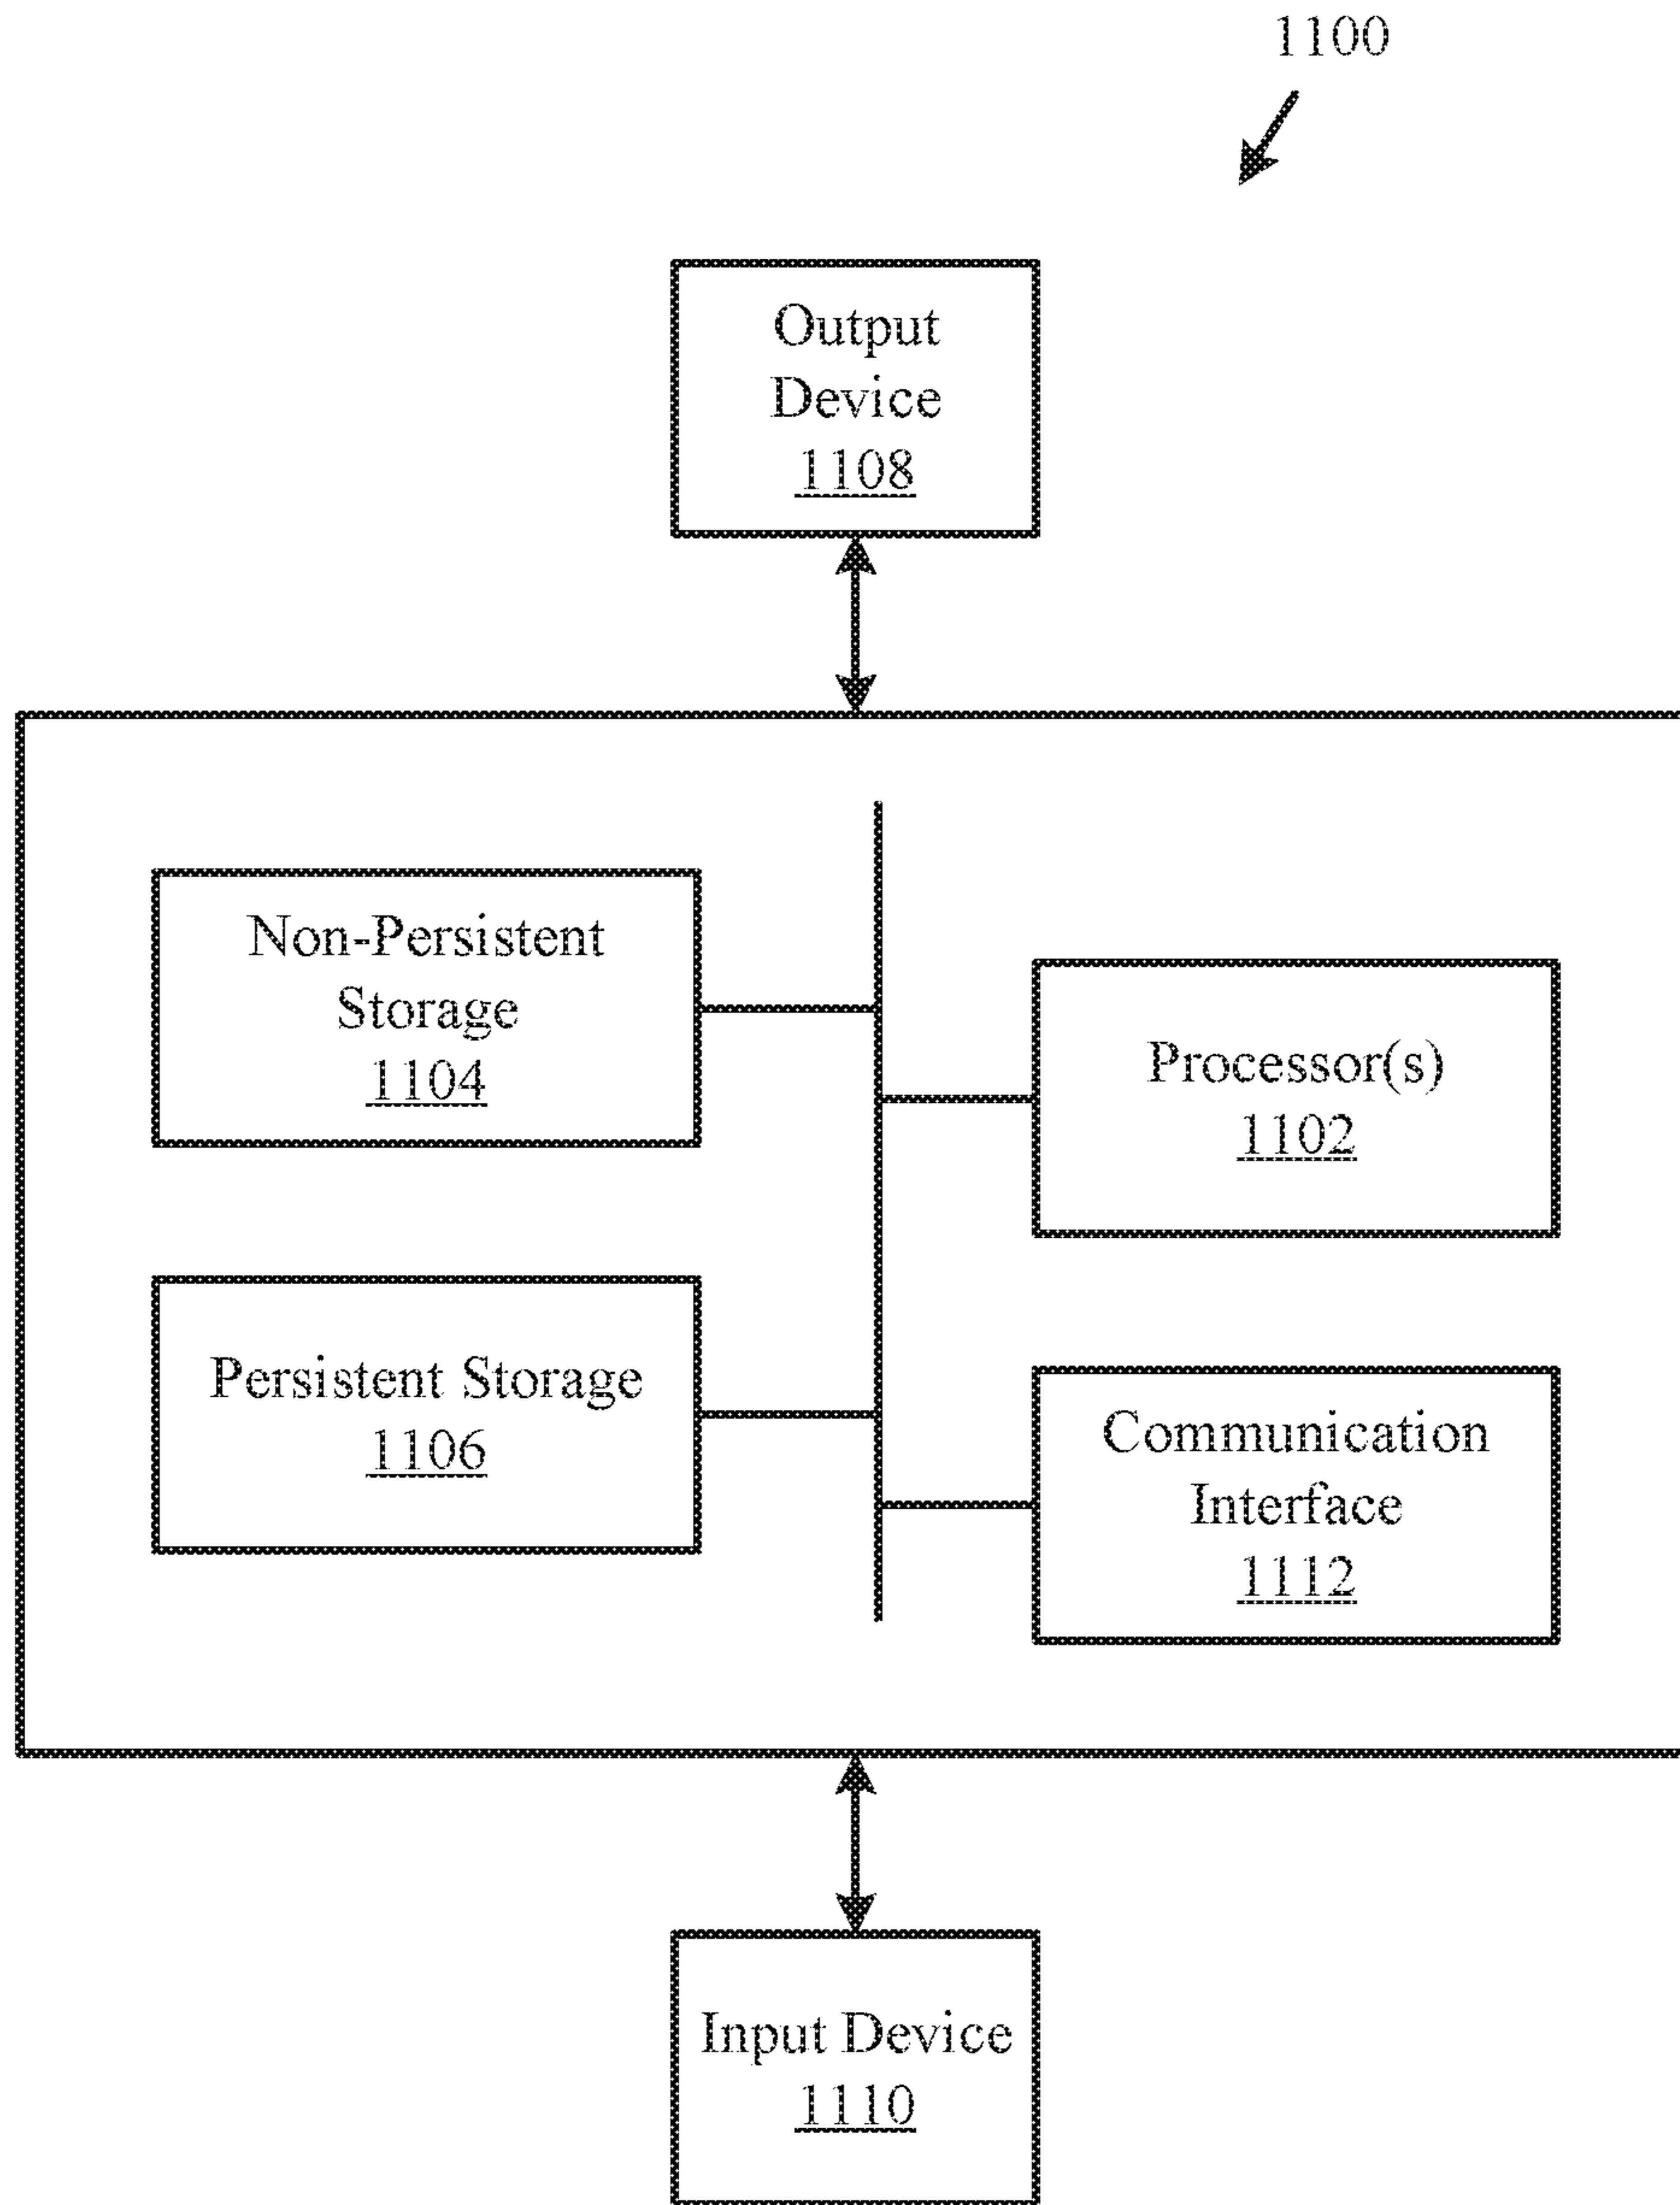 1100
Output
Device
1108
Non-Persistent
Storage
1104
Processor(s)
1102
Persistent Storage
1106
Communication
Interface
1112
Input Device
1110